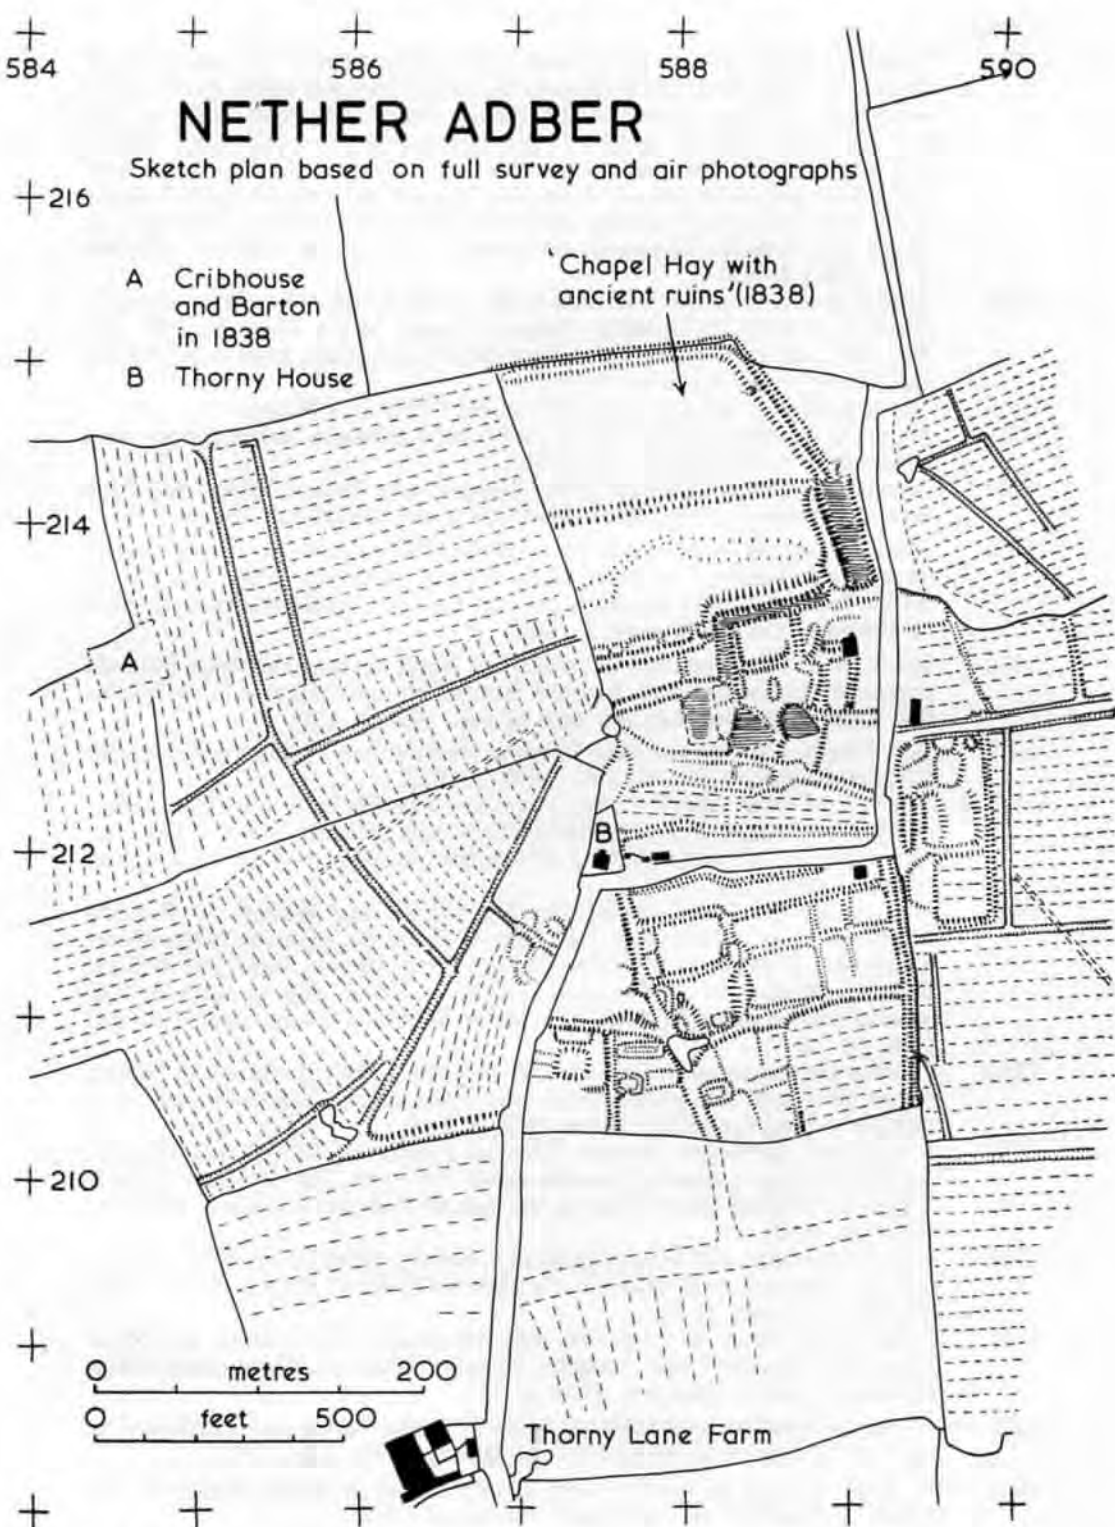 584
586
588
590
NETHER ADBER
Sketch plan based on full survey and air photographs
216
A Cribhouse
and Barton
in 1838
B Thorny House
'Chapel Hay with
ancient ruins' (1838)
214
A
B
212
210
0 metres 200
0 feet 500
Thorny Lane Farm